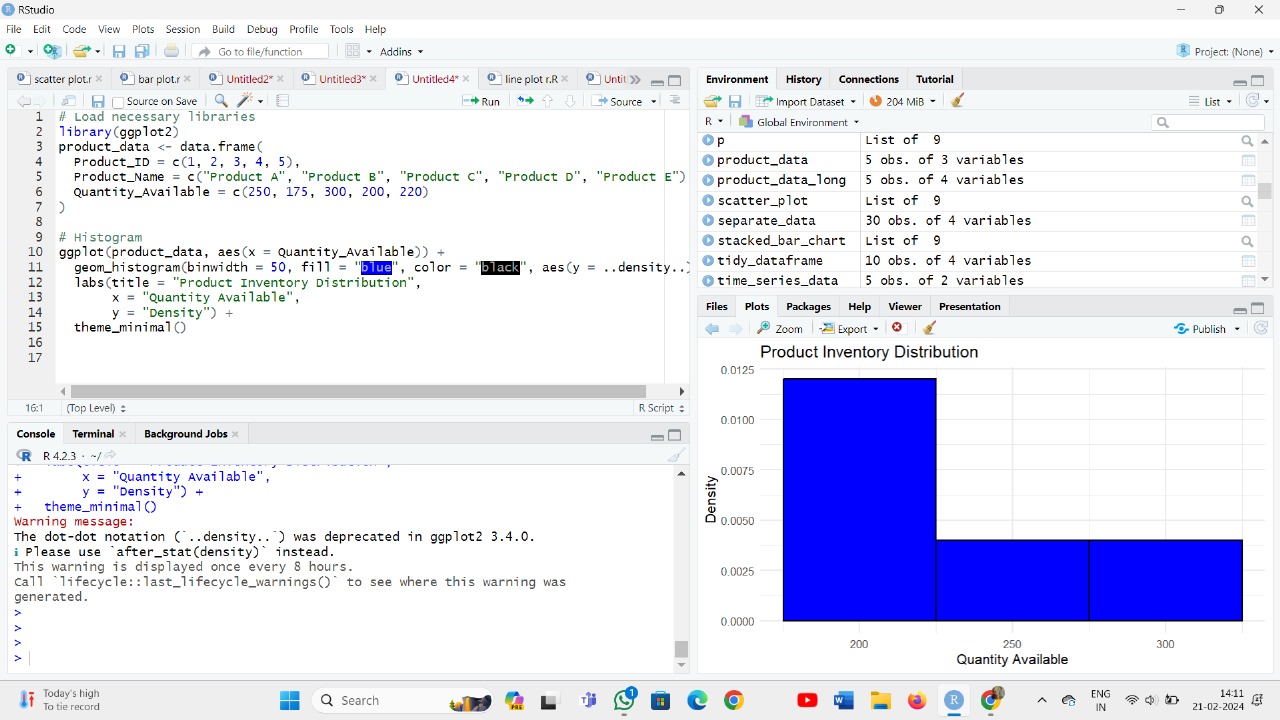 RStudio
File Edit Code View Plots Session Build Debug Profile Tools Help
Go to file/function Addins Project: (None)
scatter plot.r bar plot.r Untitled2* Untitled3* Untitled4* line plot r.R Untit
Source on Save Run Source
1 # Load necessary libraries
2 library(ggplot2)
3 product_data <- data.frame(
4 Product_ID = c(1, 2, 3, 4, 5),
5 Product_Name = c("Product A", "Product B", "Product C", "Product D", "Product E")
6 Quantity_Available = c(250, 175, 300, 200, 220)
7 )
8
9 # Histogram
10 ggplot(product_data, aes(x = Quantity_Available)) +
11 geom_histogram(binwidth = 50, fill = "blue", color = "black", aes(y = ..density..)
12 labs(title = "Product Inventory Distribution",
13 x = "Quantity Available",
14 y = "Density") +
15 theme_minimal()
16
17
16:1 (Top Level) R Script
Console Terminal Background Jobs
R 4.2.3 · ~/
+ x = "Quantity Available",
+ y = "Density") +
+ theme_minimal()
Warning message:
The dot-dot notation (`..density..`) was deprecated in ggplot2 3.4.0.
i Please use `after_stat(density)` instead.
This warning is displayed once every 8 hours.
Call `lifecycle::last_lifecycle_warnings()` to see where this warning was
generated.
>
>
>
>
Environment History Connections Tutorial
Import Dataset 204 MiB List
R Global Environment
p List of 9
product_data 5 obs. of 3 variables
product_data_long 5 obs. of 4 variables
scatter_plot List of 9
separate_data 30 obs. of 4 variables
stacked_bar_chart List of 9
tidy_dataframe 10 obs. of 4 variables
time_series_data 5 obs. of 2 variables
Files Plots Packages Help Viewer Presentation
Zoom Export Publish
Product Inventory Distribution
0.0125
0.0100
0.0075
0.0050
0.0025
0.0000
Density
200 250 300
Quantity Available
Today's high
To tie record
Search
1
ENG
IN
14:11
21-02-2024